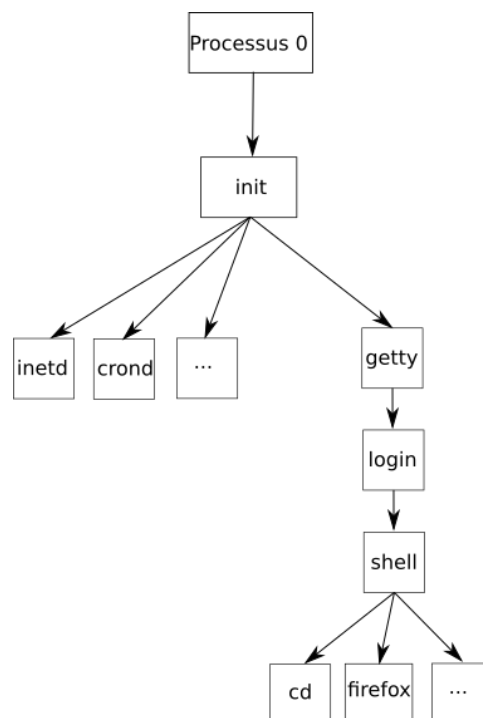 Processus 0
init
inetd
crond
...
getty
login
shell
cd
firefox
...